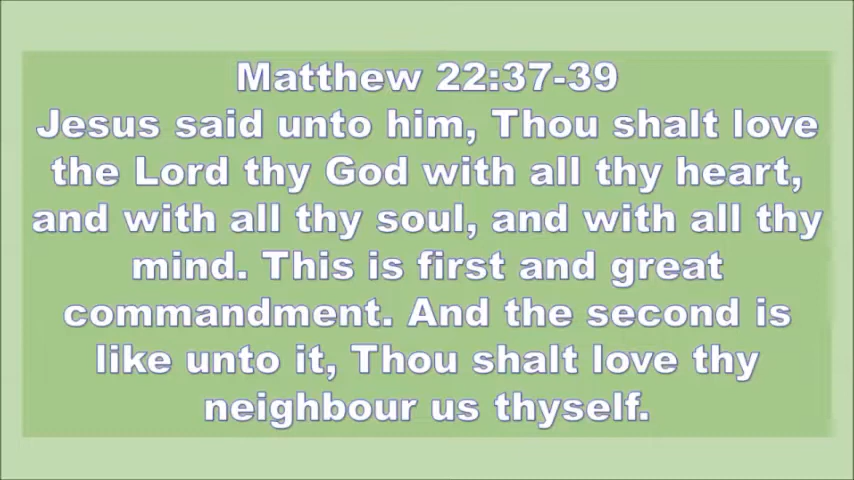 Matthew 22:37-39
Jesus said unto him, Thou shalt love
the Lord thy God with all thy heart,
and with all thy soul, and with all thy
mind. This is first and great
commandment. And the second is
like unto it, Thou shalt love thy
neighbour us thyself.